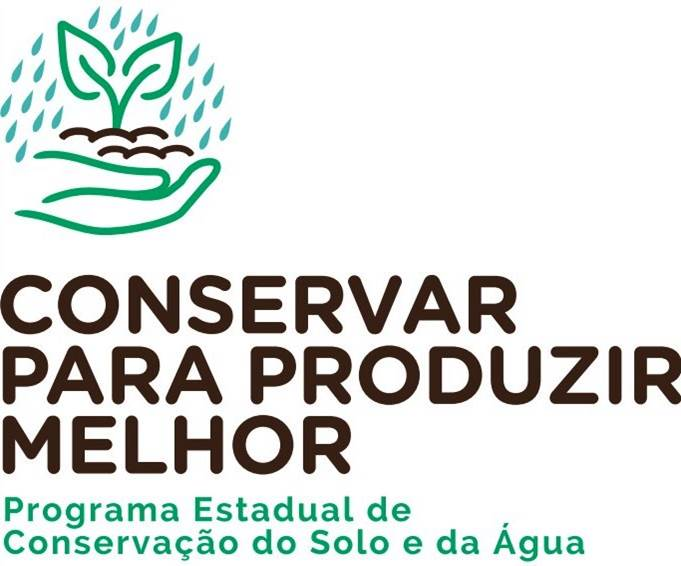 CONSERVAR
PARA PRODUZIR
MELHOR
Programa Estadual de
Conservação do Solo e da Água